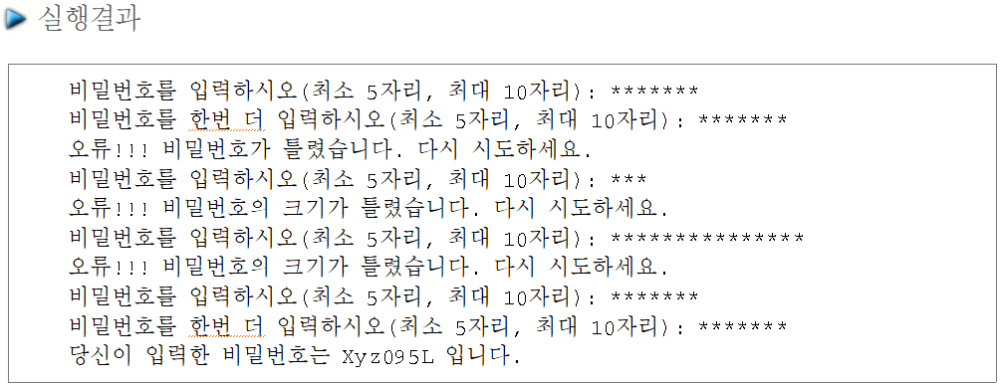 실행결과
비밀번호를 입력하시오(최소 5자리, 최대 10자리): *******
비밀번호를 한번 더 입력하시오(최소 5자리, 최대 10자리): *******
오류!!! 비밀번호가 틀렸습니다. 다시 시도하세요.
비밀번호를 입력하시오(최소 5자리, 최대 10자리): ***
오류!!! 비밀번호의 크기가 틀렸습니다. 다시 시도하세요.
비밀번호를 입력하시오(최소 5자리, 최대 10자리): ***************
오류!!! 비밀번호의 크기가 틀렸습니다. 다시 시도하세요.
비밀번호를 입력하시오(최소 5자리, 최대 10자리): *******
비밀번호를 한번 더 입력하시오(최소 5자리, 최대 10자리): *******
당신이 입력한 비밀번호는 Xyz095L 입니다.